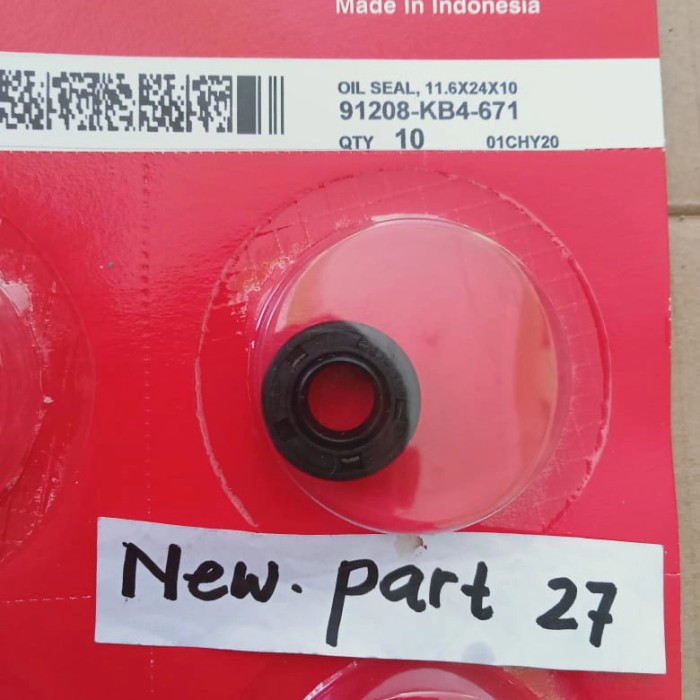 Made in Indonesia
OIL SEAL, 11.6X24X10
91208-KB4-671
QTY 10 01CHY20
New. part 27